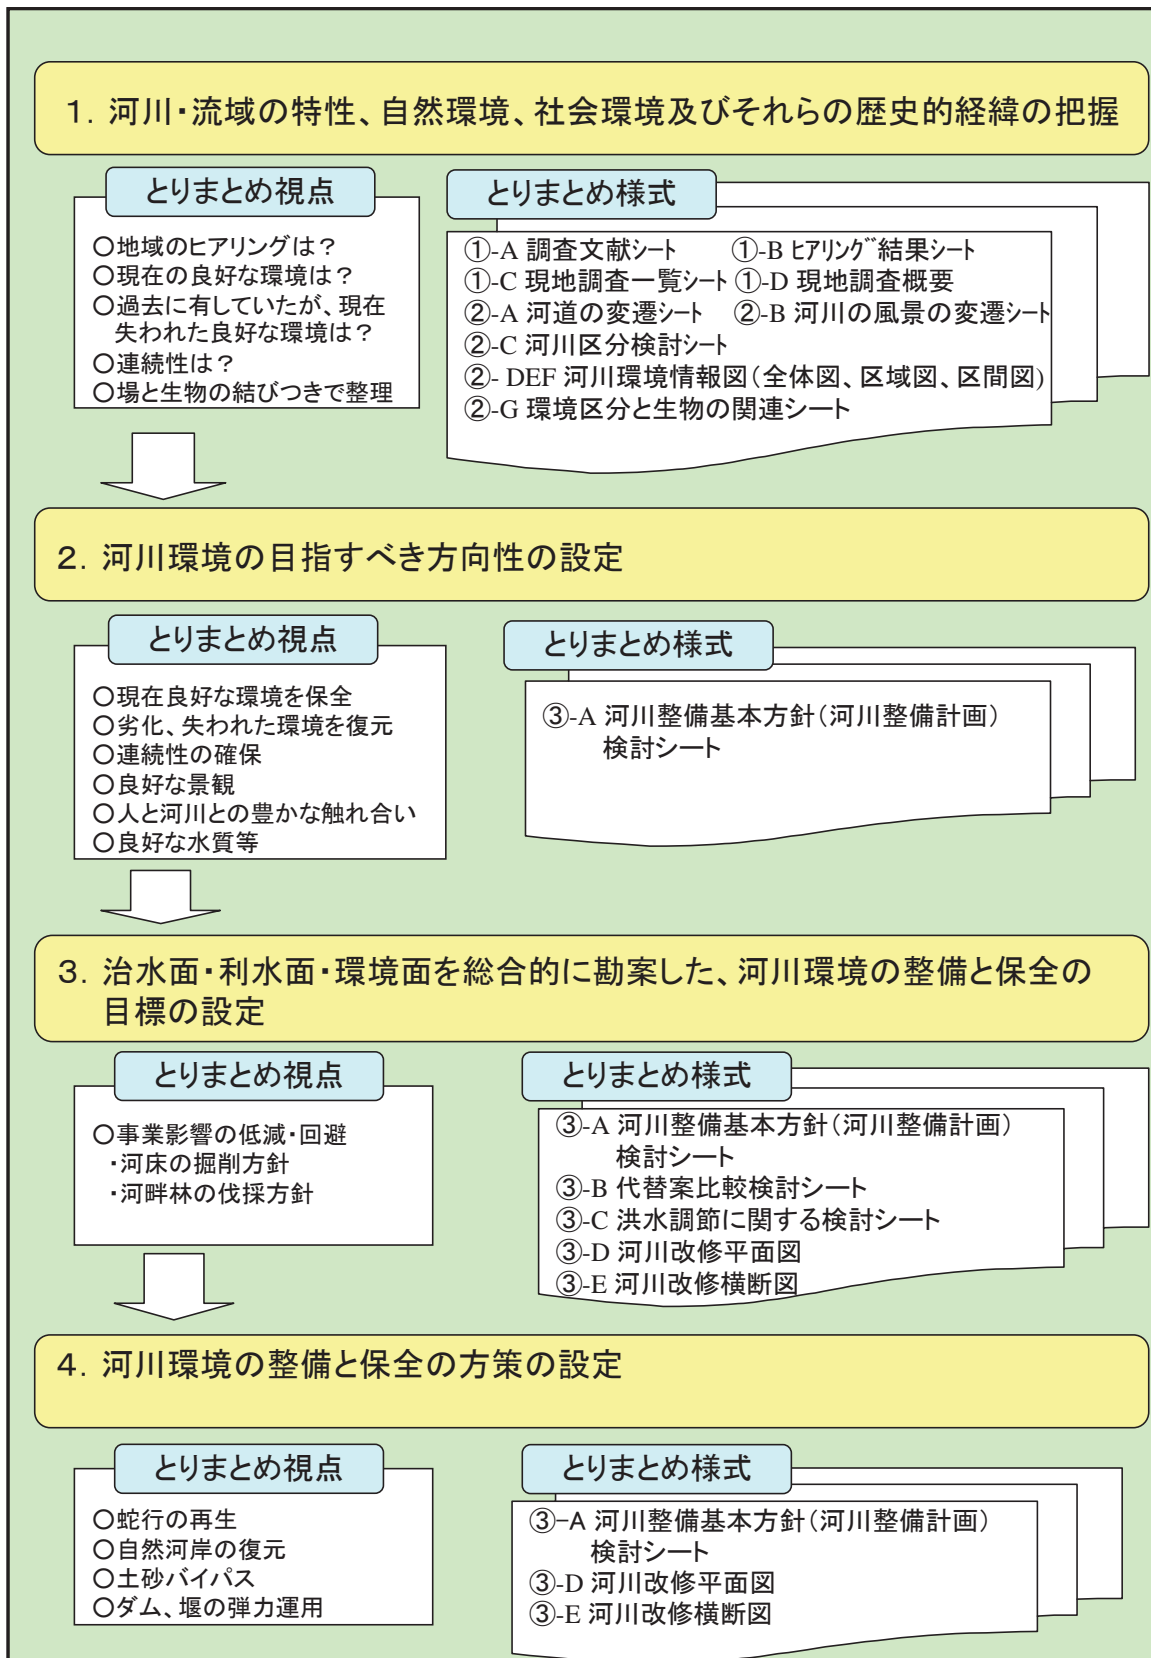 1. 河川・流域の特性、自然環境、社会環境及びそれらの歴史的経緯の把握
とりまとめ視点
○地域のヒアリングは？
○現在の良好な環境は？
○過去に有していたが、現在
失われた良好な環境は？
○連続性は？
○場と生物の結びつきで整理
とりまとめ様式
①-A 調査文献シート ①-B ヒアリング結果シート
①-C 現地調査一覧シート ①-D 現地調査概要
②-A 河道の変遷シート ②-B 河川の風景の変遷シート
②-C 河川区分検討シート
②- DEF 河川環境情報図(全体図、区域図、区間図)
②-G 環境区分と生物の関連シート
2. 河川環境の目指すべき方向性の設定
とりまとめ視点
○現在良好な環境を保全
○劣化、失われた環境を復元
○連続性の確保
○良好な景観
○人と河川との豊かな触れ合い
○良好な水質等
とりまとめ様式
③-A 河川整備基本方針(河川整備計画)
検討シート
3. 治水面・利水面・環境面を総合的に勘案した、河川環境の整備と保全の
目標の設定
とりまとめ視点
○事業影響の低減・回避
・河床の掘削方針
・河畔林の伐採方針
とりまとめ様式
③-A 河川整備基本方針(河川整備計画)
検討シート
③-B 代替案比較検討シート
③-C 洪水調節に関する検討シート
③-D 河川改修平面図
③-E 河川改修横断図
4. 河川環境の整備と保全の方策の設定
とりまとめ視点
○蛇行の再生
○自然河岸の復元
○土砂バイパス
○ダム、堰の弾力運用
とりまとめ様式
③-A 河川整備基本方針(河川整備計画)
検討シート
③-D 河川改修平面図
③-E 河川改修横断図